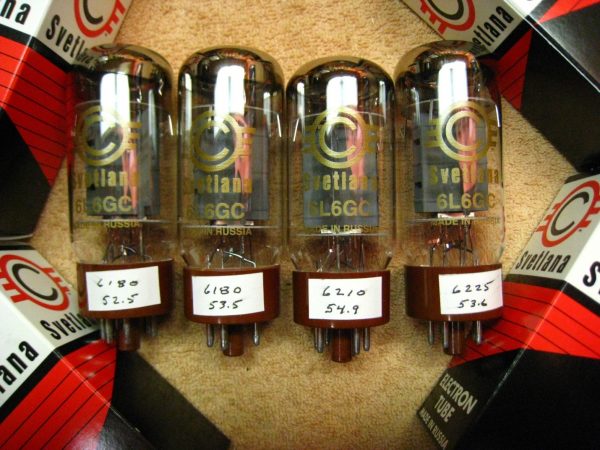 Svetlana
Svetlana
6L6GC
MADE IN RUSSIA
6180
52.5
Svetlana
6L6GC
MADE IN RUSSIA
6180
53.5
Svetlana
6L6GC
MADE IN RUSSIA
6210
54.9
Svetlana
6L6GC
MADE IN RUSSIA
6225
53.6
Svetlana
Svetlana
Svetlana
ELECTRON
TUBE
MADE IN RUSSIA